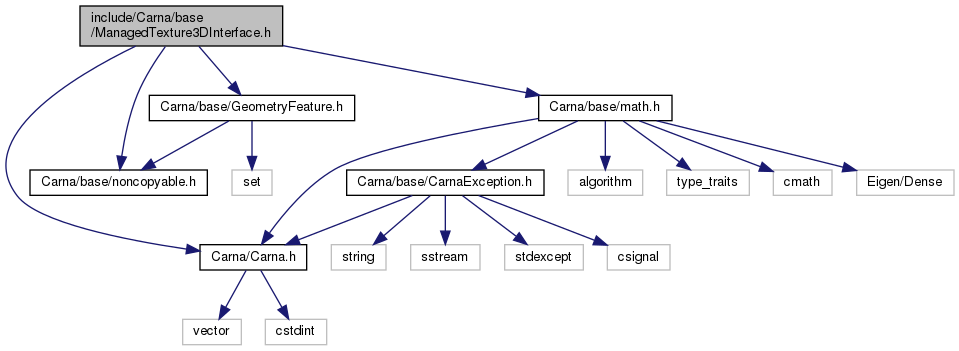 include/Carna/base
/ManagedTexture3DInterface.h
Carna/base/GeometryFeature.h
Carna/base/math.h
Carna/base/noncopyable.h
set
Carna/base/CarnaException.h
algorithm
type_traits
cmath
Eigen/Dense
Carna/Carna.h
string
sstream
stdexcept
csignal
vector
cstdint